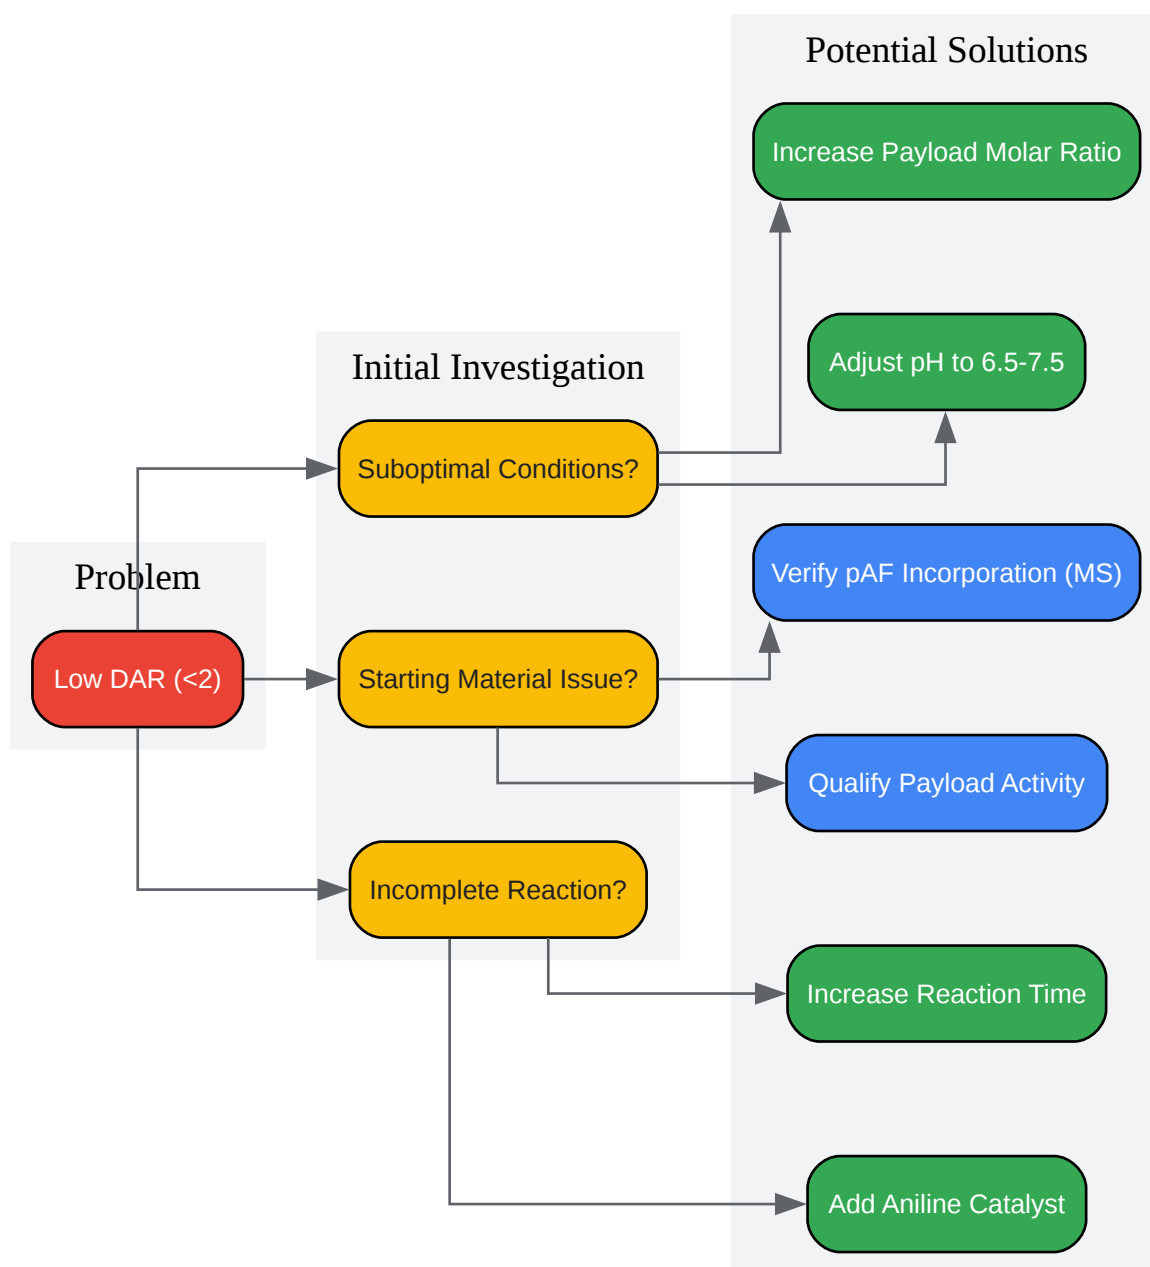 Problem
Low DAR (<2)
Initial Investigation
Suboptimal Conditions?
Starting Material Issue?
Incomplete Reaction?
Potential Solutions
Increase Payload Molar Ratio
Adjust pH to 6.5-7.5
Verify pAF Incorporation (MS)
Qualify Payload Activity
Increase Reaction Time
Add Aniline Catalyst